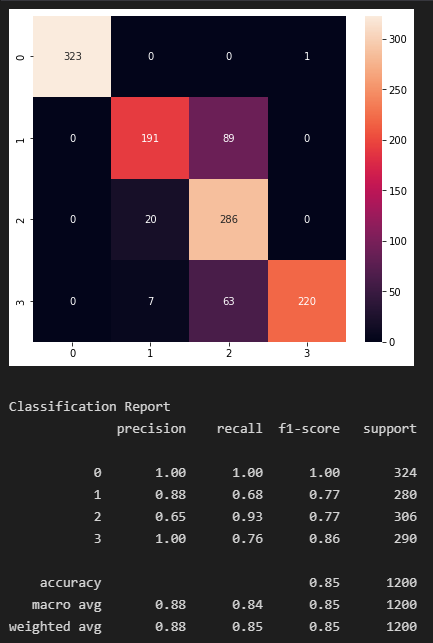 0 323 0 0 1
1 0 191 89 0
2 0 20 286 0
3 0 7 63 220
0 1 2 3
300
250
200
150
100
50
0
Classification Report
precision recall f1-score support
0 1.00 1.00 1.00 324
1 0.88 0.68 0.77 280
2 0.65 0.93 0.77 306
3 1.00 0.76 0.86 290
accuracy 0.85 1200
macro avg 0.88 0.84 0.85 1200
weighted avg 0.88 0.85 0.85 1200